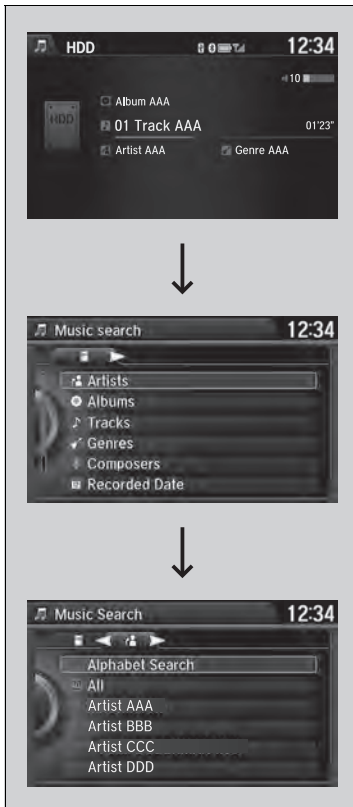 HDD 12:34
10
Album AAA
HDD
01 Track AAA 01'23"
Artist AAA Genre AAA
Music search 12:34
Artists
Albums
Tracks
Genres
Composers
Recorded Date
Music Search 12:34
Alphabet Search
All
Artist AAA
Artist BBB
Artist CCC
Artist DDD